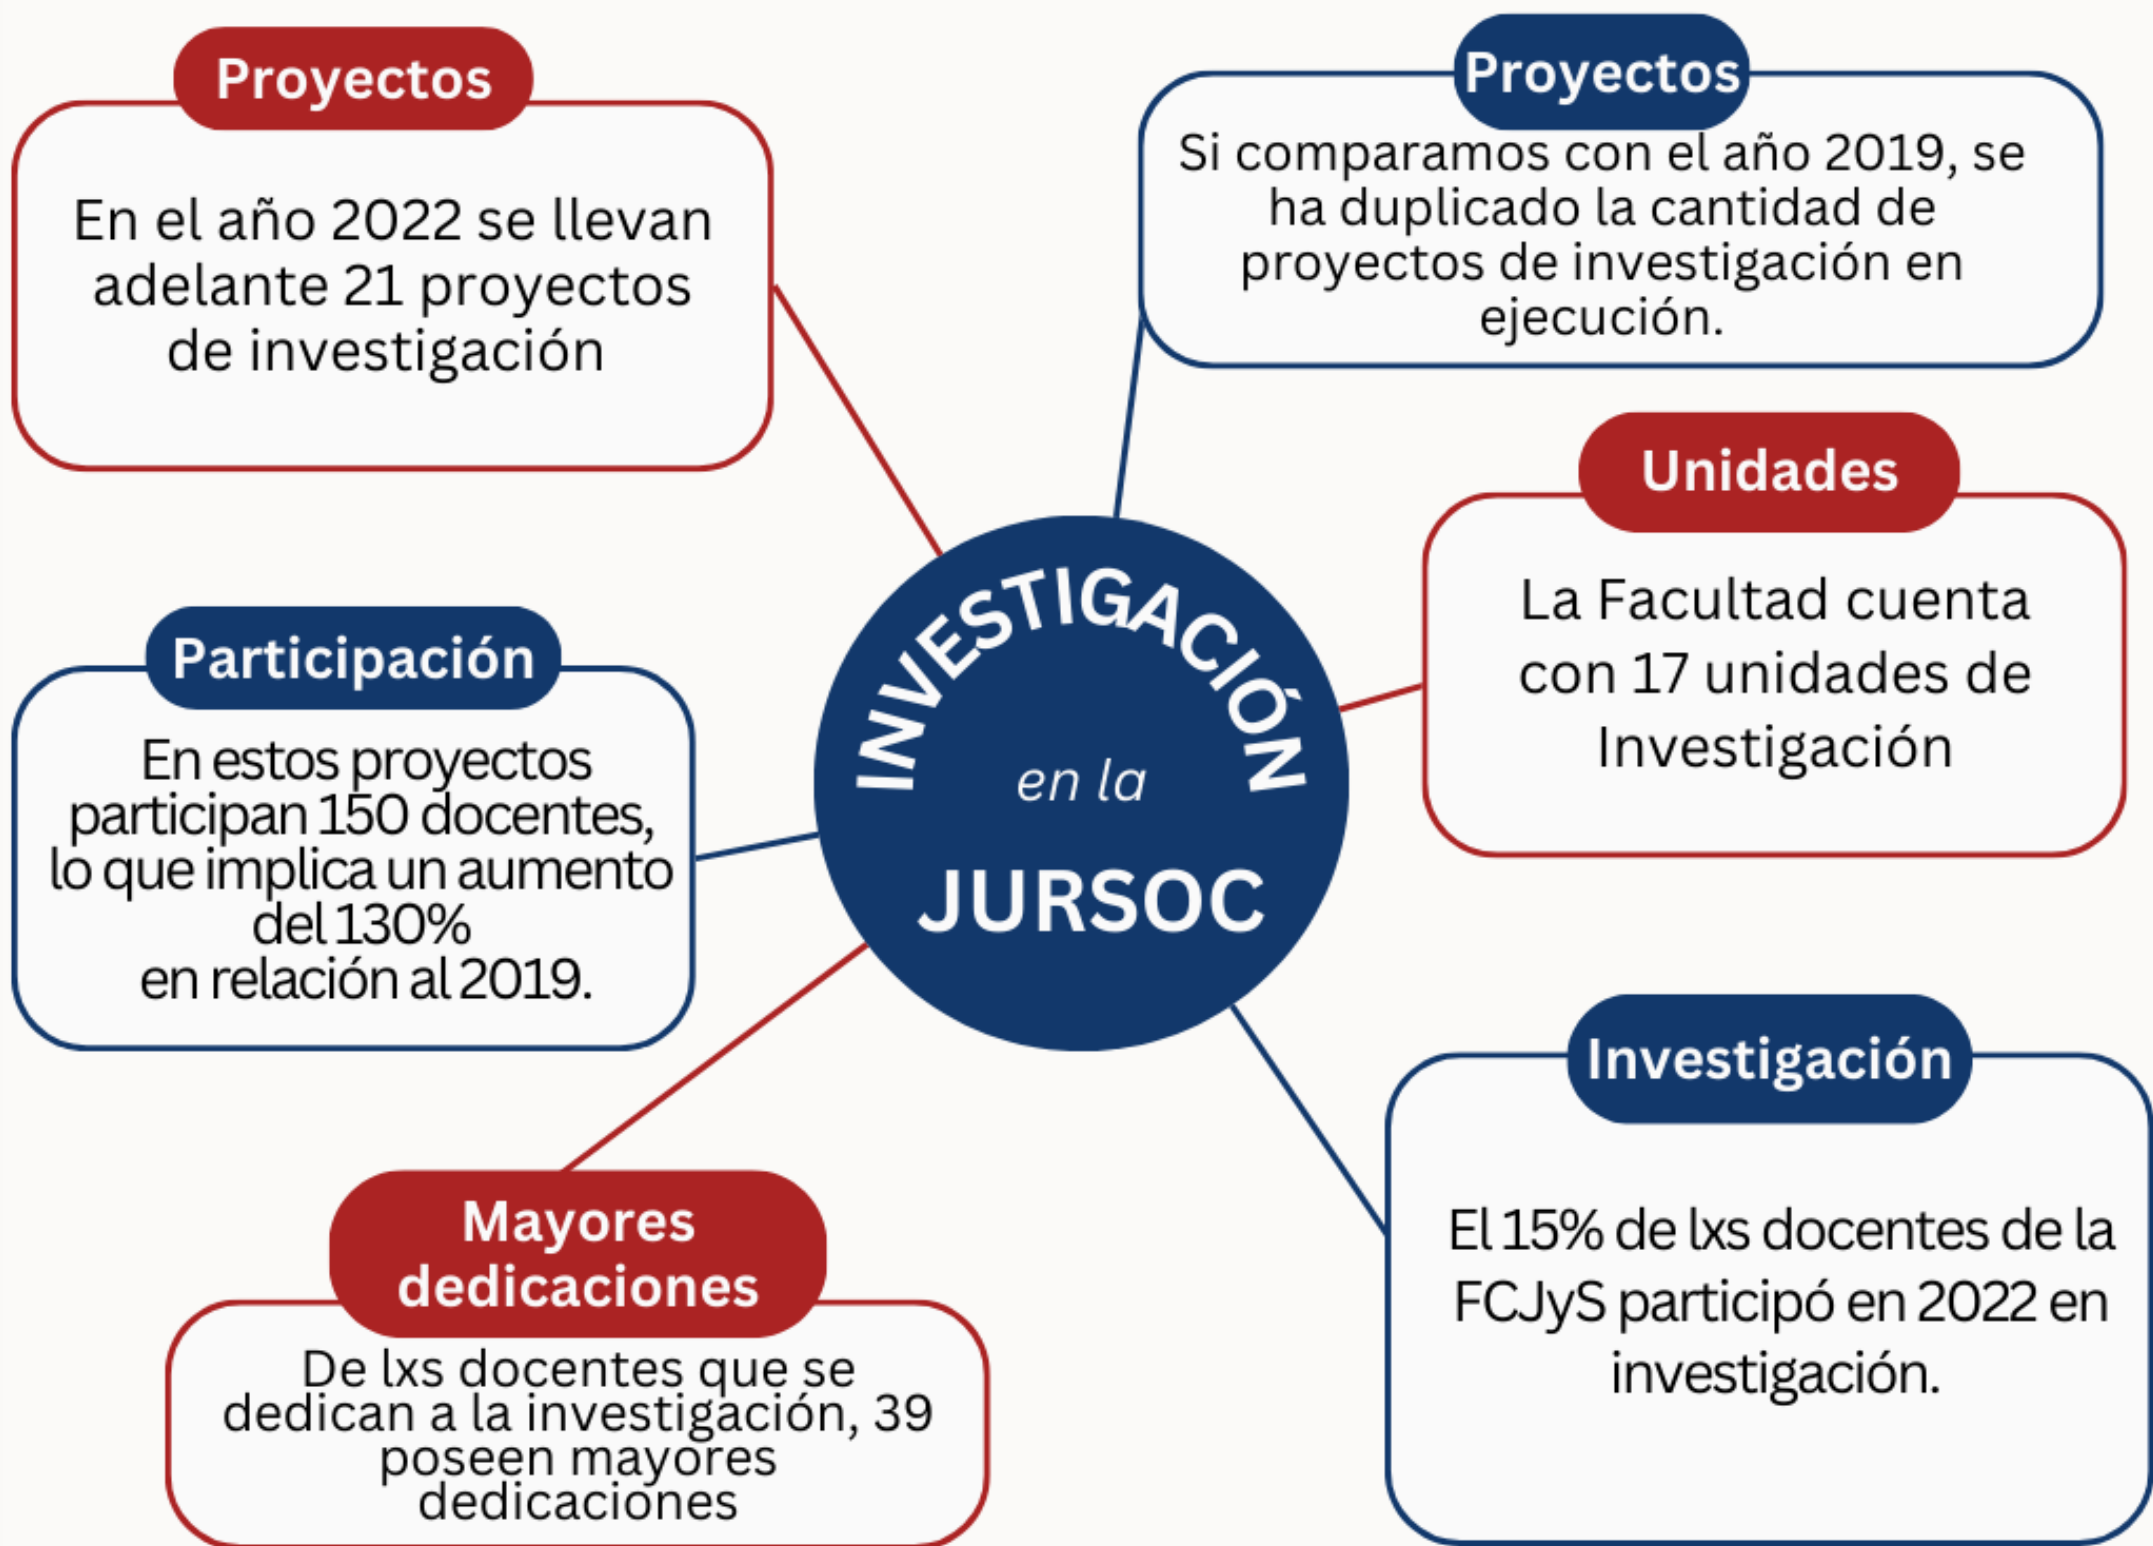 Proyectos
En el año 2022 se llevan
adelante 21 proyectos
de investigación
Proyectos
Si comparamos con el año 2019, se
ha duplicado la cantidad de
proyectos de investigación en
ejecución.
Unidades
La Facultad cuenta
con 17 unidades de
Investigación
INVESTIGACIÓN
en la
JURSOC
Participación
En estos proyectos
participan 150 docentes,
lo que implica un aumento
del 130%
en relación al 2019.
Mayores
dedicaciones
De lxs docentes que se
dedican a la investigación, 39
poseen mayores
dedicaciones
Investigación
El 15% de lxs docentes de la
FCJyS participó en 2022 en
investigación.